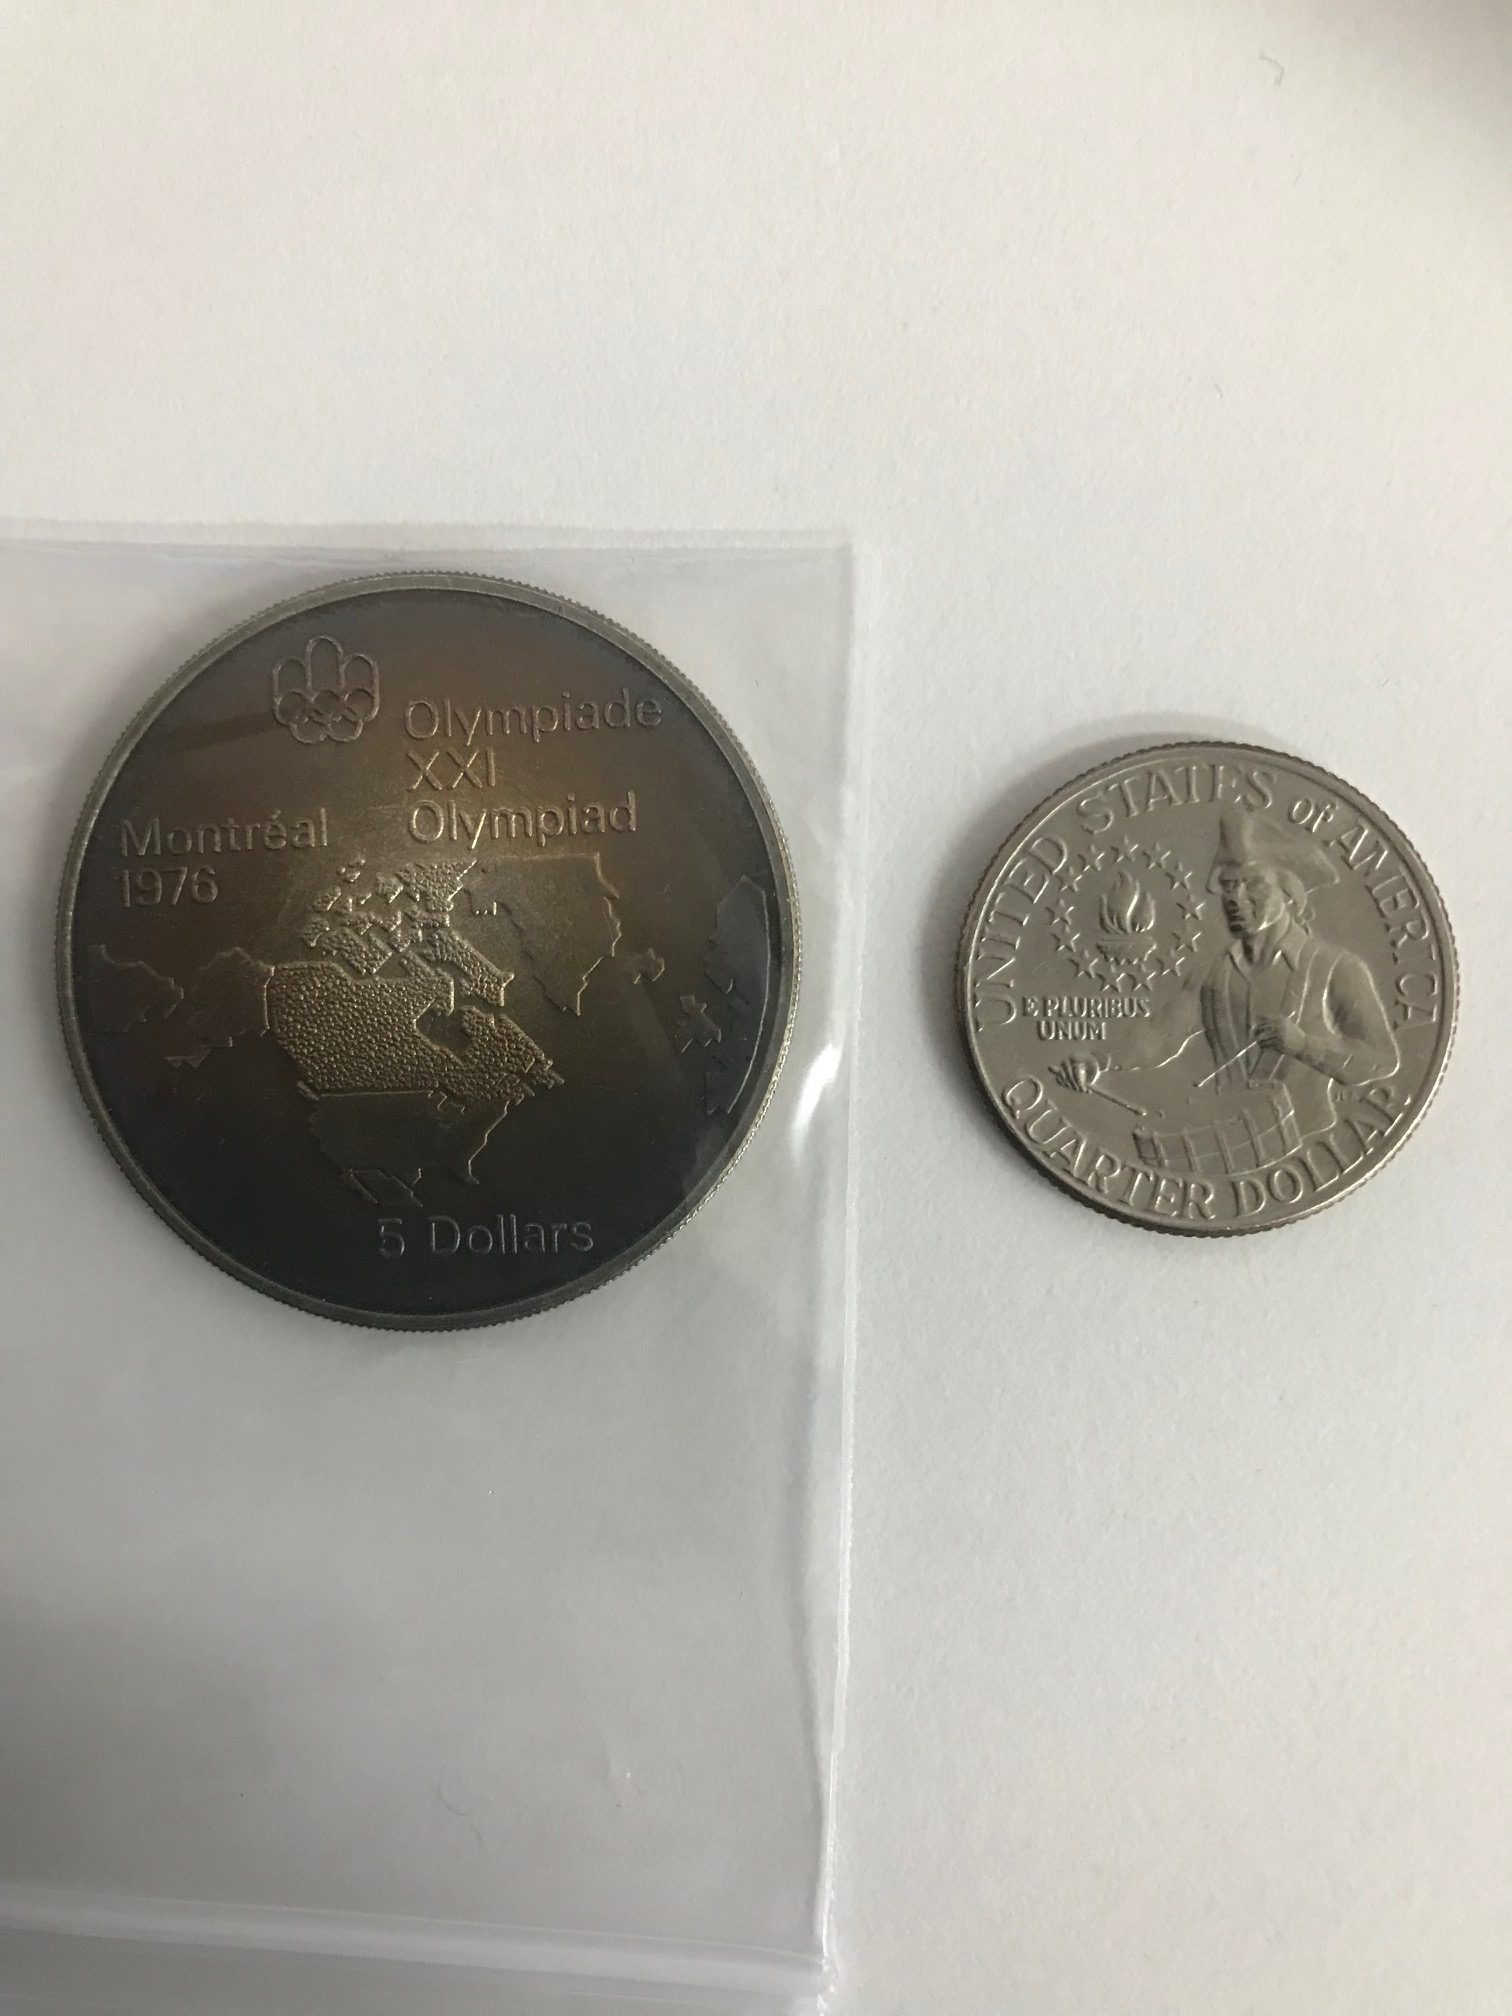 Olympiade
XXI
Olympiad
Montréal
1976
5 Dollars
UNITED STATES of AMERICA
E PLURIBUS
UNUM
QUARTER DOLLAR